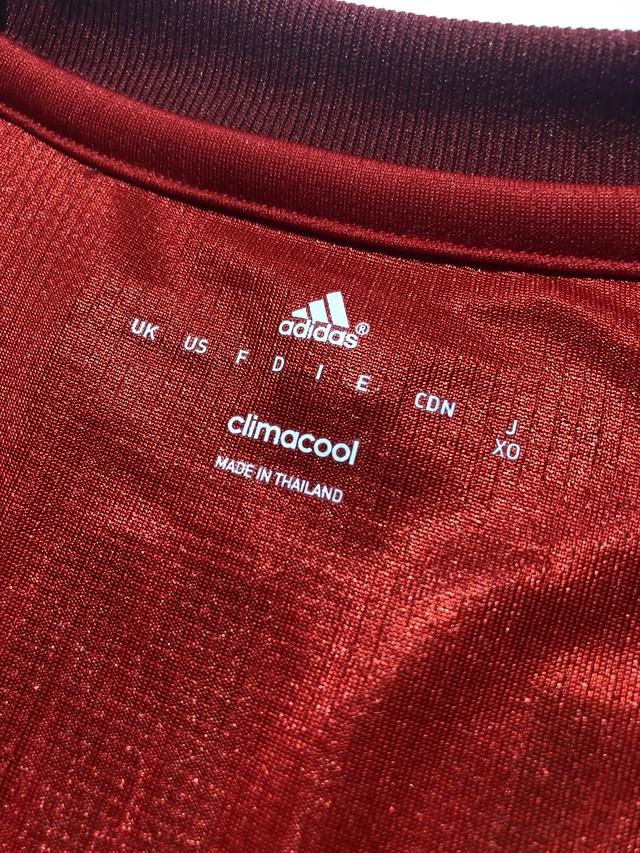 adidas®
UK US F D I E CDN J
XO
climacool
MADE IN THAILAND